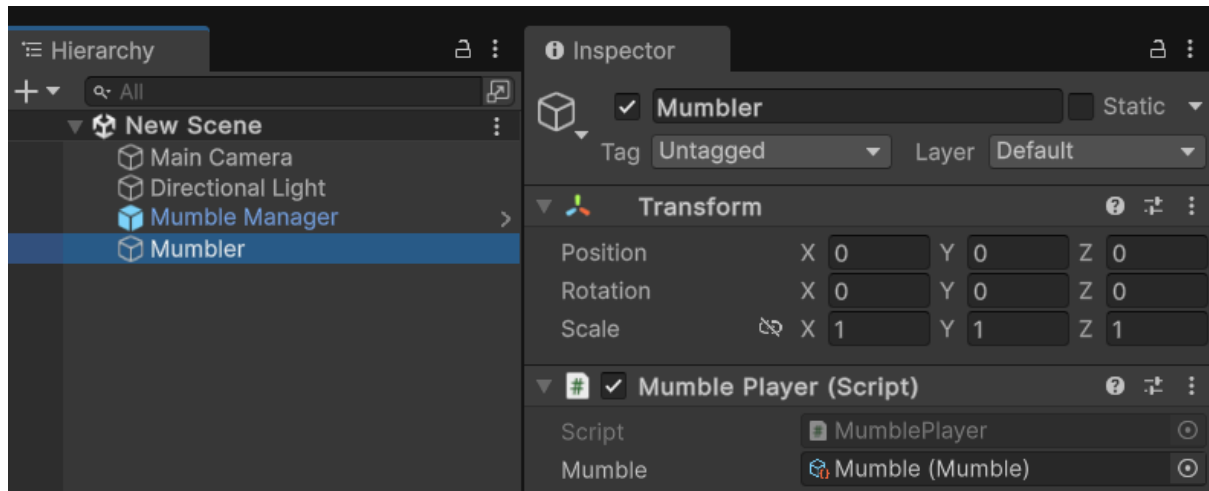 Hierarchy
All
New Scene
Main Camera
Directional Light
Mumble Manager
Mumbler
Inspector
Mumbler Static
Tag Untagged Layer Default
Transform
Position X 0 Y 0 Z 0
Rotation X 0 Y 0 Z 0
Scale X 1 Y 1 Z 1
# Mumble Player (Script)
Script # MumblePlayer
Mumble Mumble (Mumble)